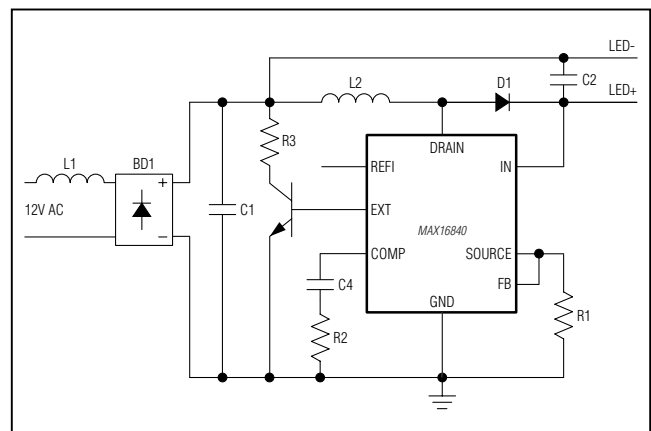 LED-
C2
L2
D1
LED+
DRAIN
R3
REFI
IN
L1
BD1
+
12V AC
C1
EXT
MAX16840
COMP
SOURCE
−
C4
FB
GND
R1
R2